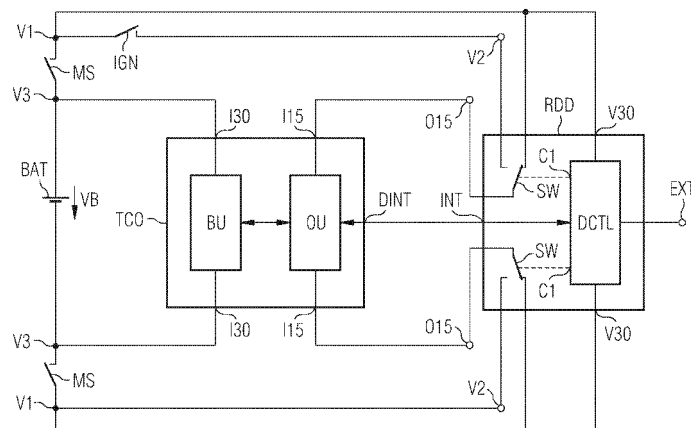 V1
IGN
V2
MS
V3
I30
I15
O15
RDD
V30
BAT
VB
C1
SW
EXT
TCO
BU
OU
DINT
INT
DCTL
SW
C1
I30
I15
O15
V30
V3
MS
V2
V1